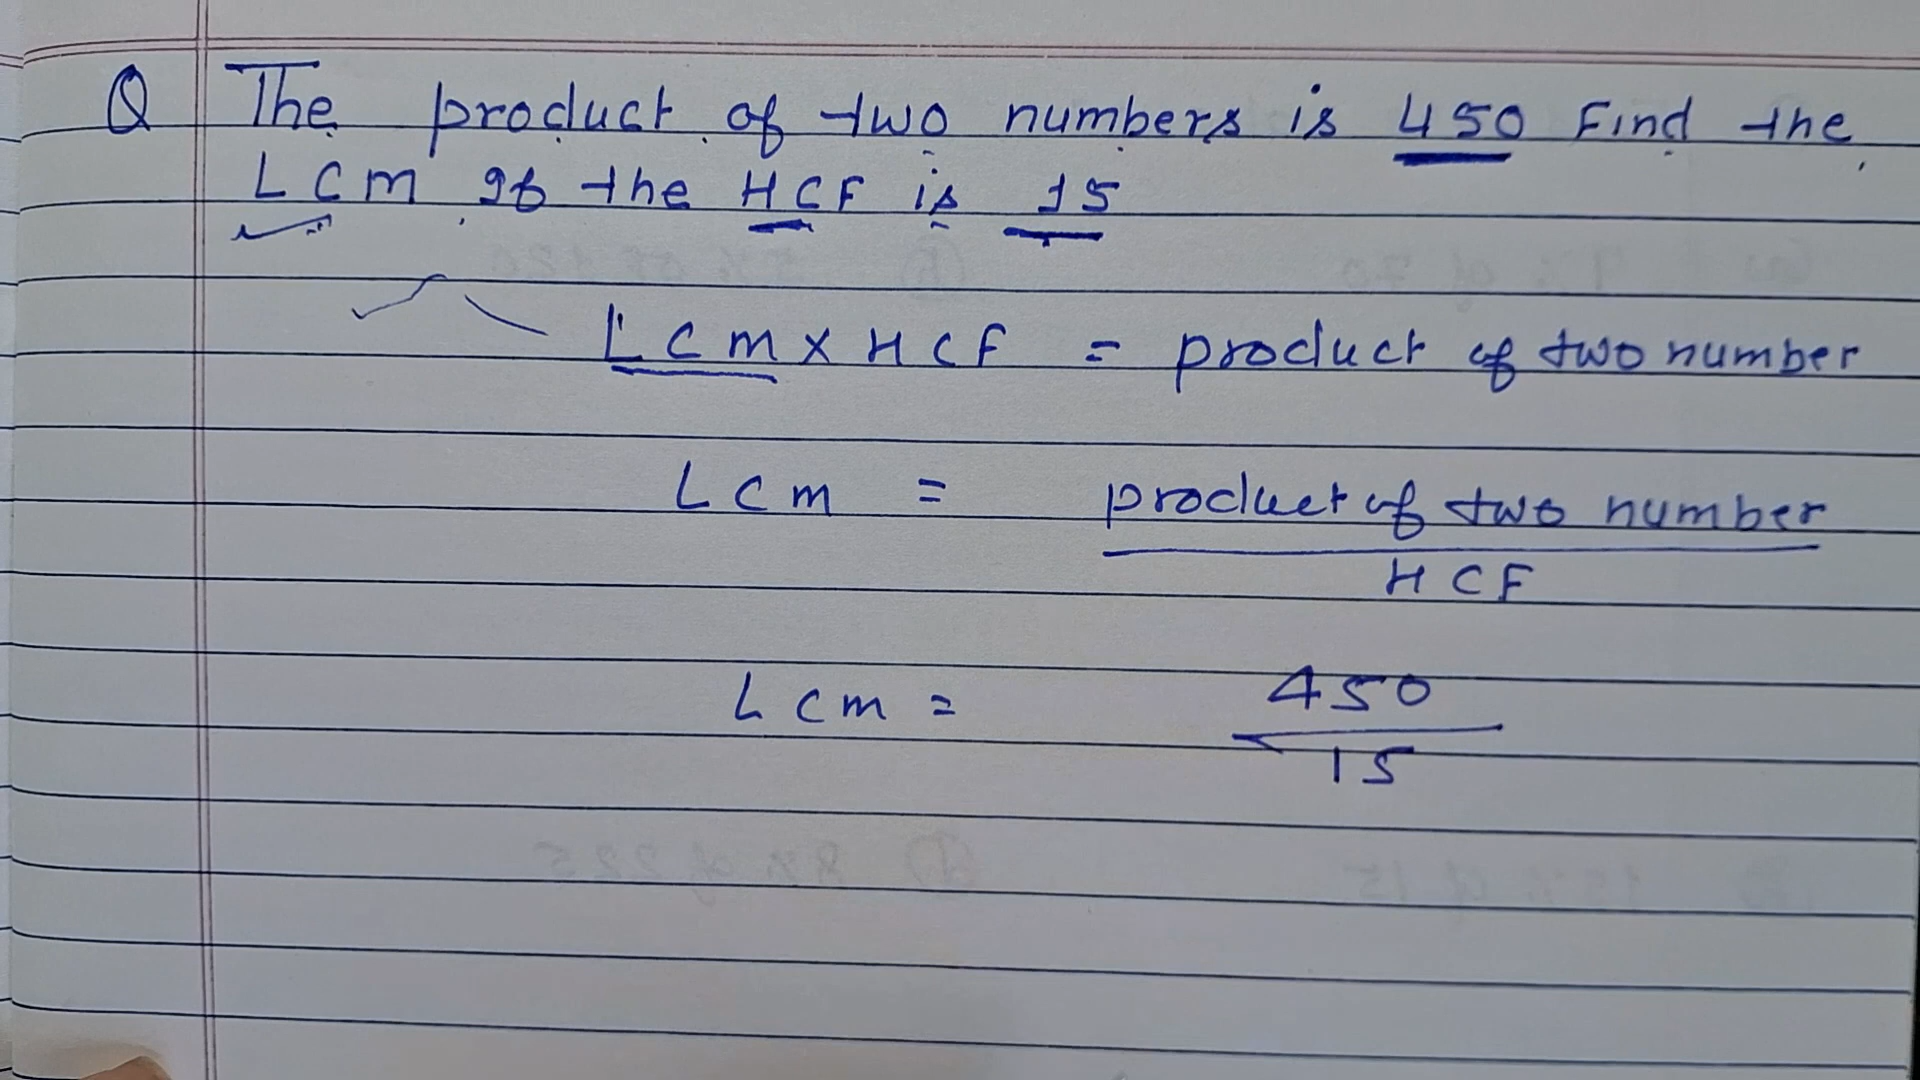 Q The product of two numbers is 450 Find the
LCM If the HCF is 15
LCM x HCF = product of two number
LCM = product of two number
HCF
LCM = 450
15